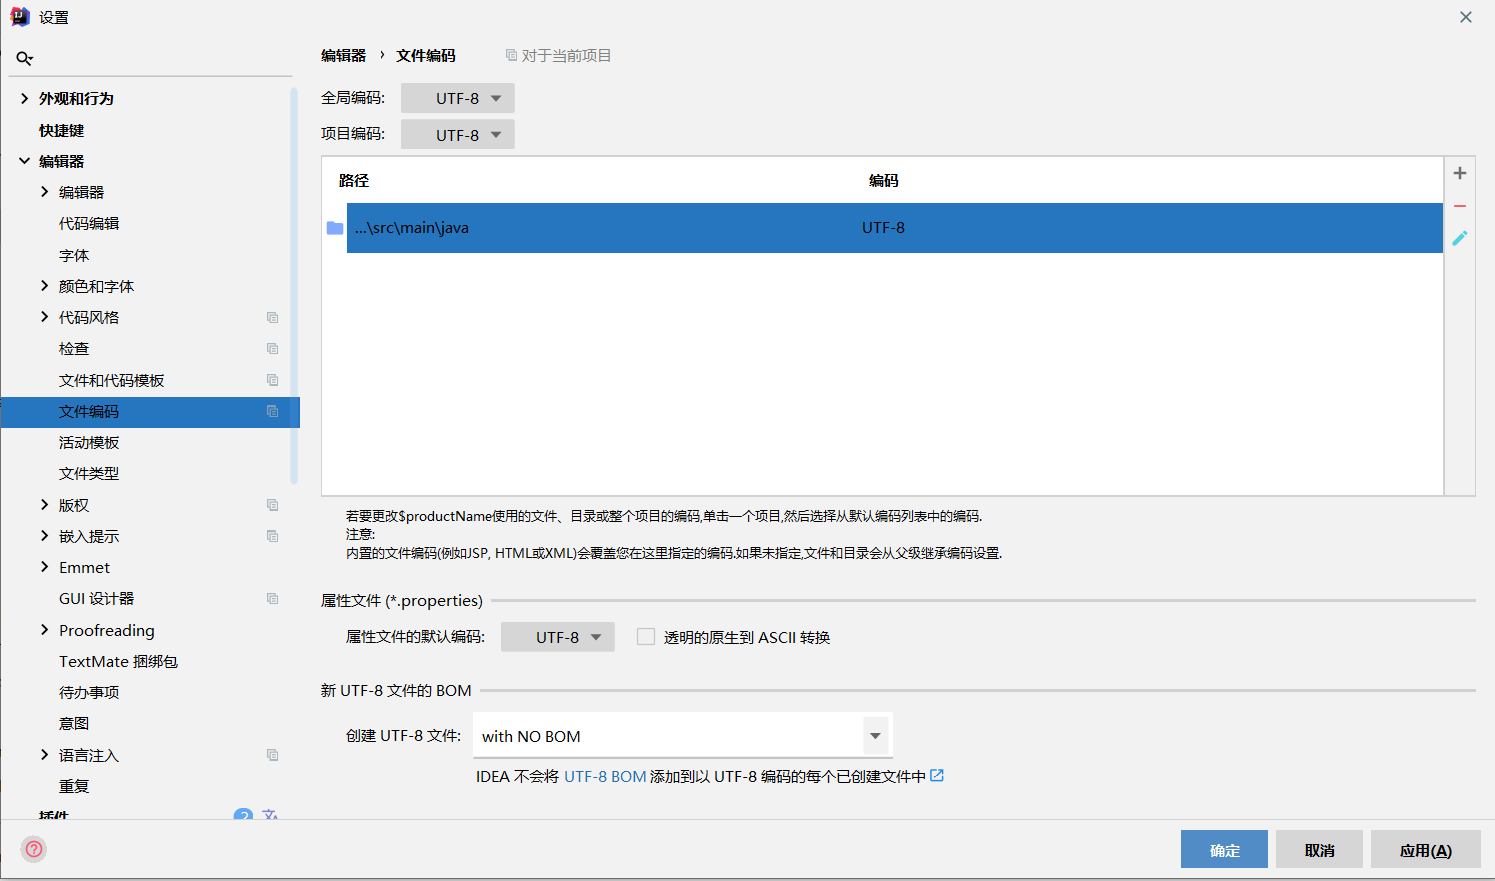 设置
编辑器 › 文件编码 对于当前项目
全局编码: UTF-8
项目编码: UTF-8
外观和行为
快捷键
编辑器
编辑器
代码编辑
字体
颜色和字体
代码风格
检查
文件和代码模板
文件编码
活动模板
文件类型
版权
嵌入提示
Emmet
GUI 设计器
Proofreading
TextMate 捆绑包
待办事项
意图
语言注入
重复
插件 2
路径 编码
...\src\main\java UTF-8
若要更改$productName使用的文件、目录或整个项目的编码,单击一个项目,然后选择从默认编码列表中的编码.
注意:
内置的文件编码(例如JSP, HTML或XML)会覆盖您在这里指定的编码.如果未指定,文件和目录会从父级继承编码设置.
属性文件 (*.properties)
属性文件的默认编码: UTF-8 透明的原生到 ASCII 转换
新 UTF-8 文件的 BOM
创建 UTF-8 文件: with NO BOM
IDEA 不会将 UTF-8 BOM 添加到以 UTF-8 编码的每个已创建文件中
? 确定 取消 应用(A)